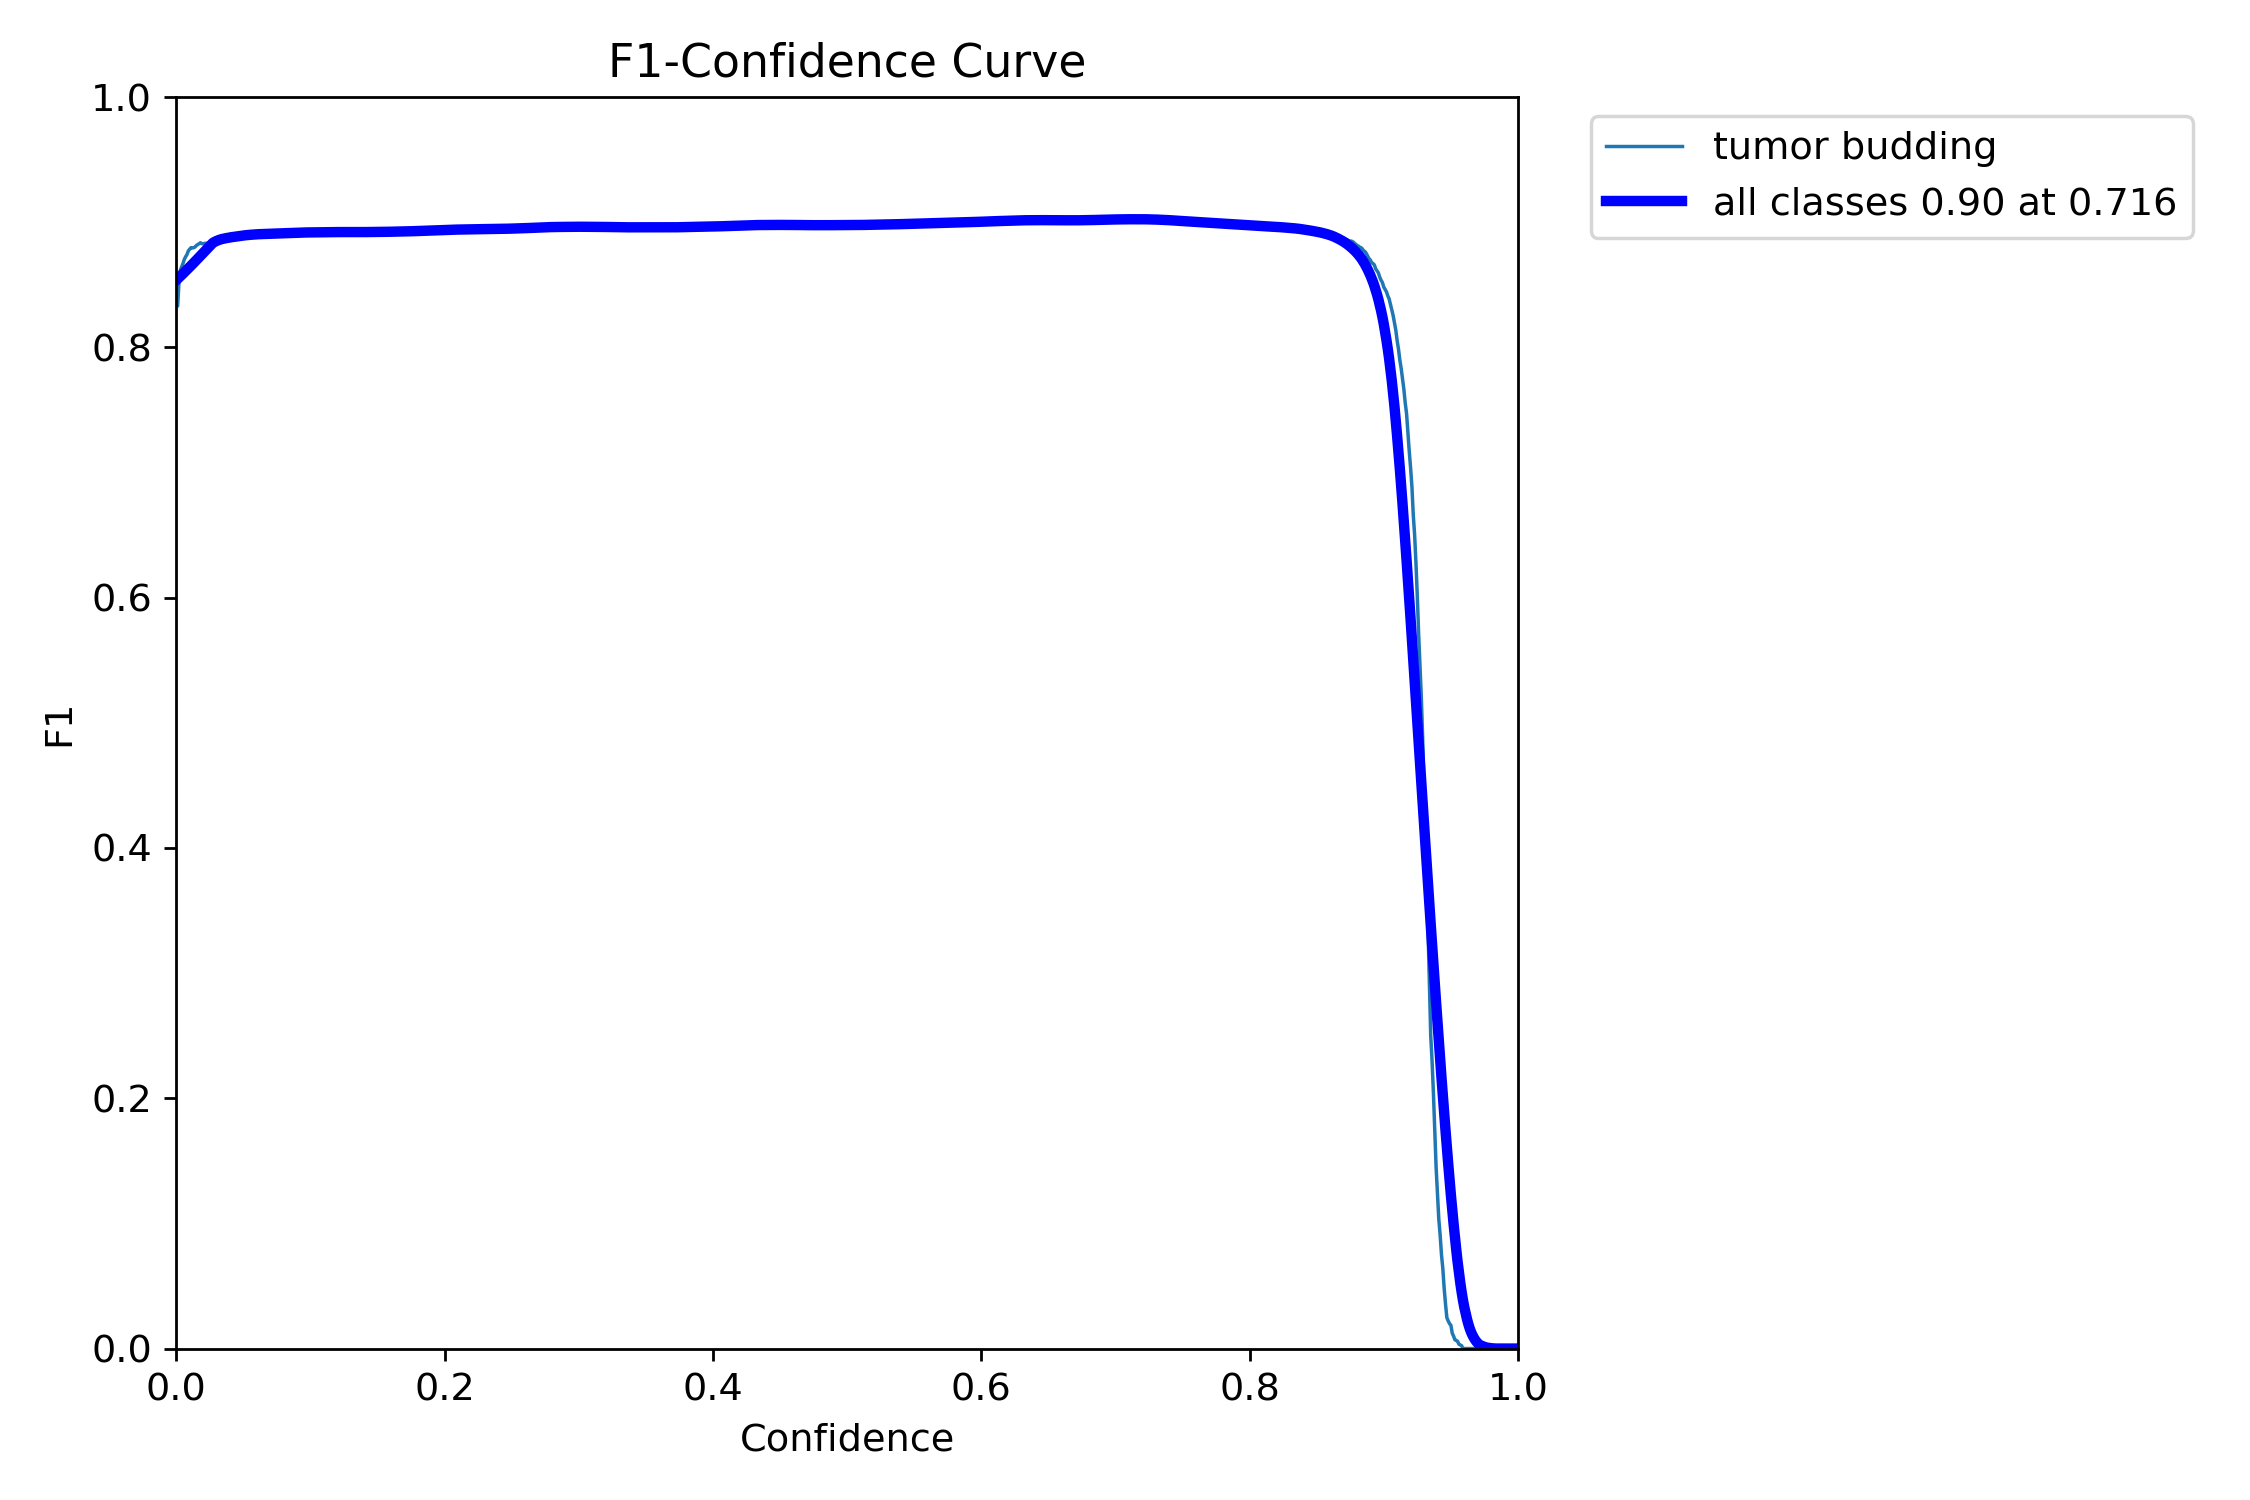 F1-Confidence Curve
1.0
0.8
0.6
0.4
0.2
0.0
F1
0.0 0.2 0.4 0.6 0.8 1.0
Confidence
tumor budding
all classes 0.90 at 0.716